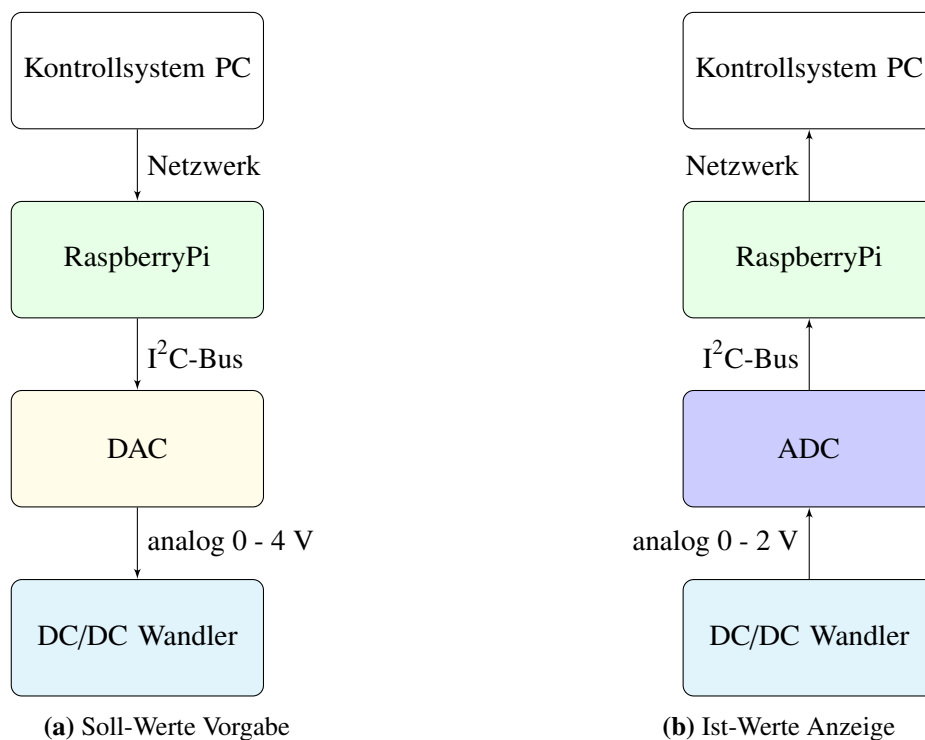 Kontrollsystem PC
Netzwerk
RaspberryPi
I²C-Bus
DAC
analog 0 - 4 V
DC/DC Wandler
(a) Soll-Werte Vorgabe
Kontrollsystem PC
Netzwerk
RaspberryPi
I²C-Bus
ADC
analog 0 - 2 V
DC/DC Wandler
(b) Ist-Werte Anzeige